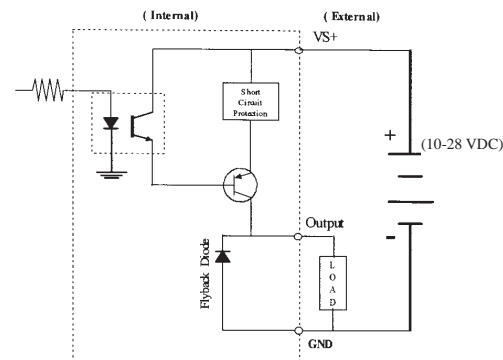 ( Internal)
( External)
VS+
Short
Circuit
Protection
+
(10-28 VDC)
Output
-
Flyback Diode
L
O
A
D
GND